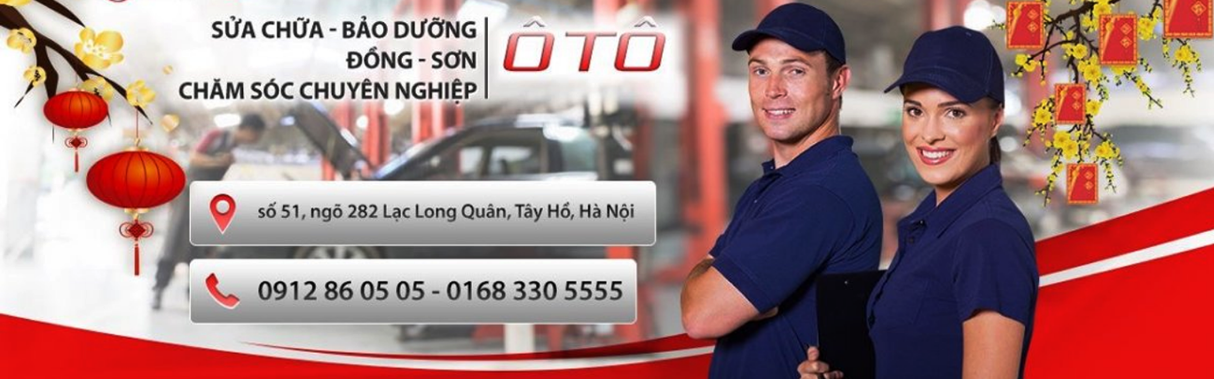 SỬA CHỮA - BẢO DƯỠNG
ĐỒNG - SƠN
CHĂM SÓC CHUYÊN NGHIỆP
ÔTÔ
số 51, ngõ 282 Lạc Long Quân, Tây Hồ, Hà Nội
0912 86 05 05 - 0168 330 5555